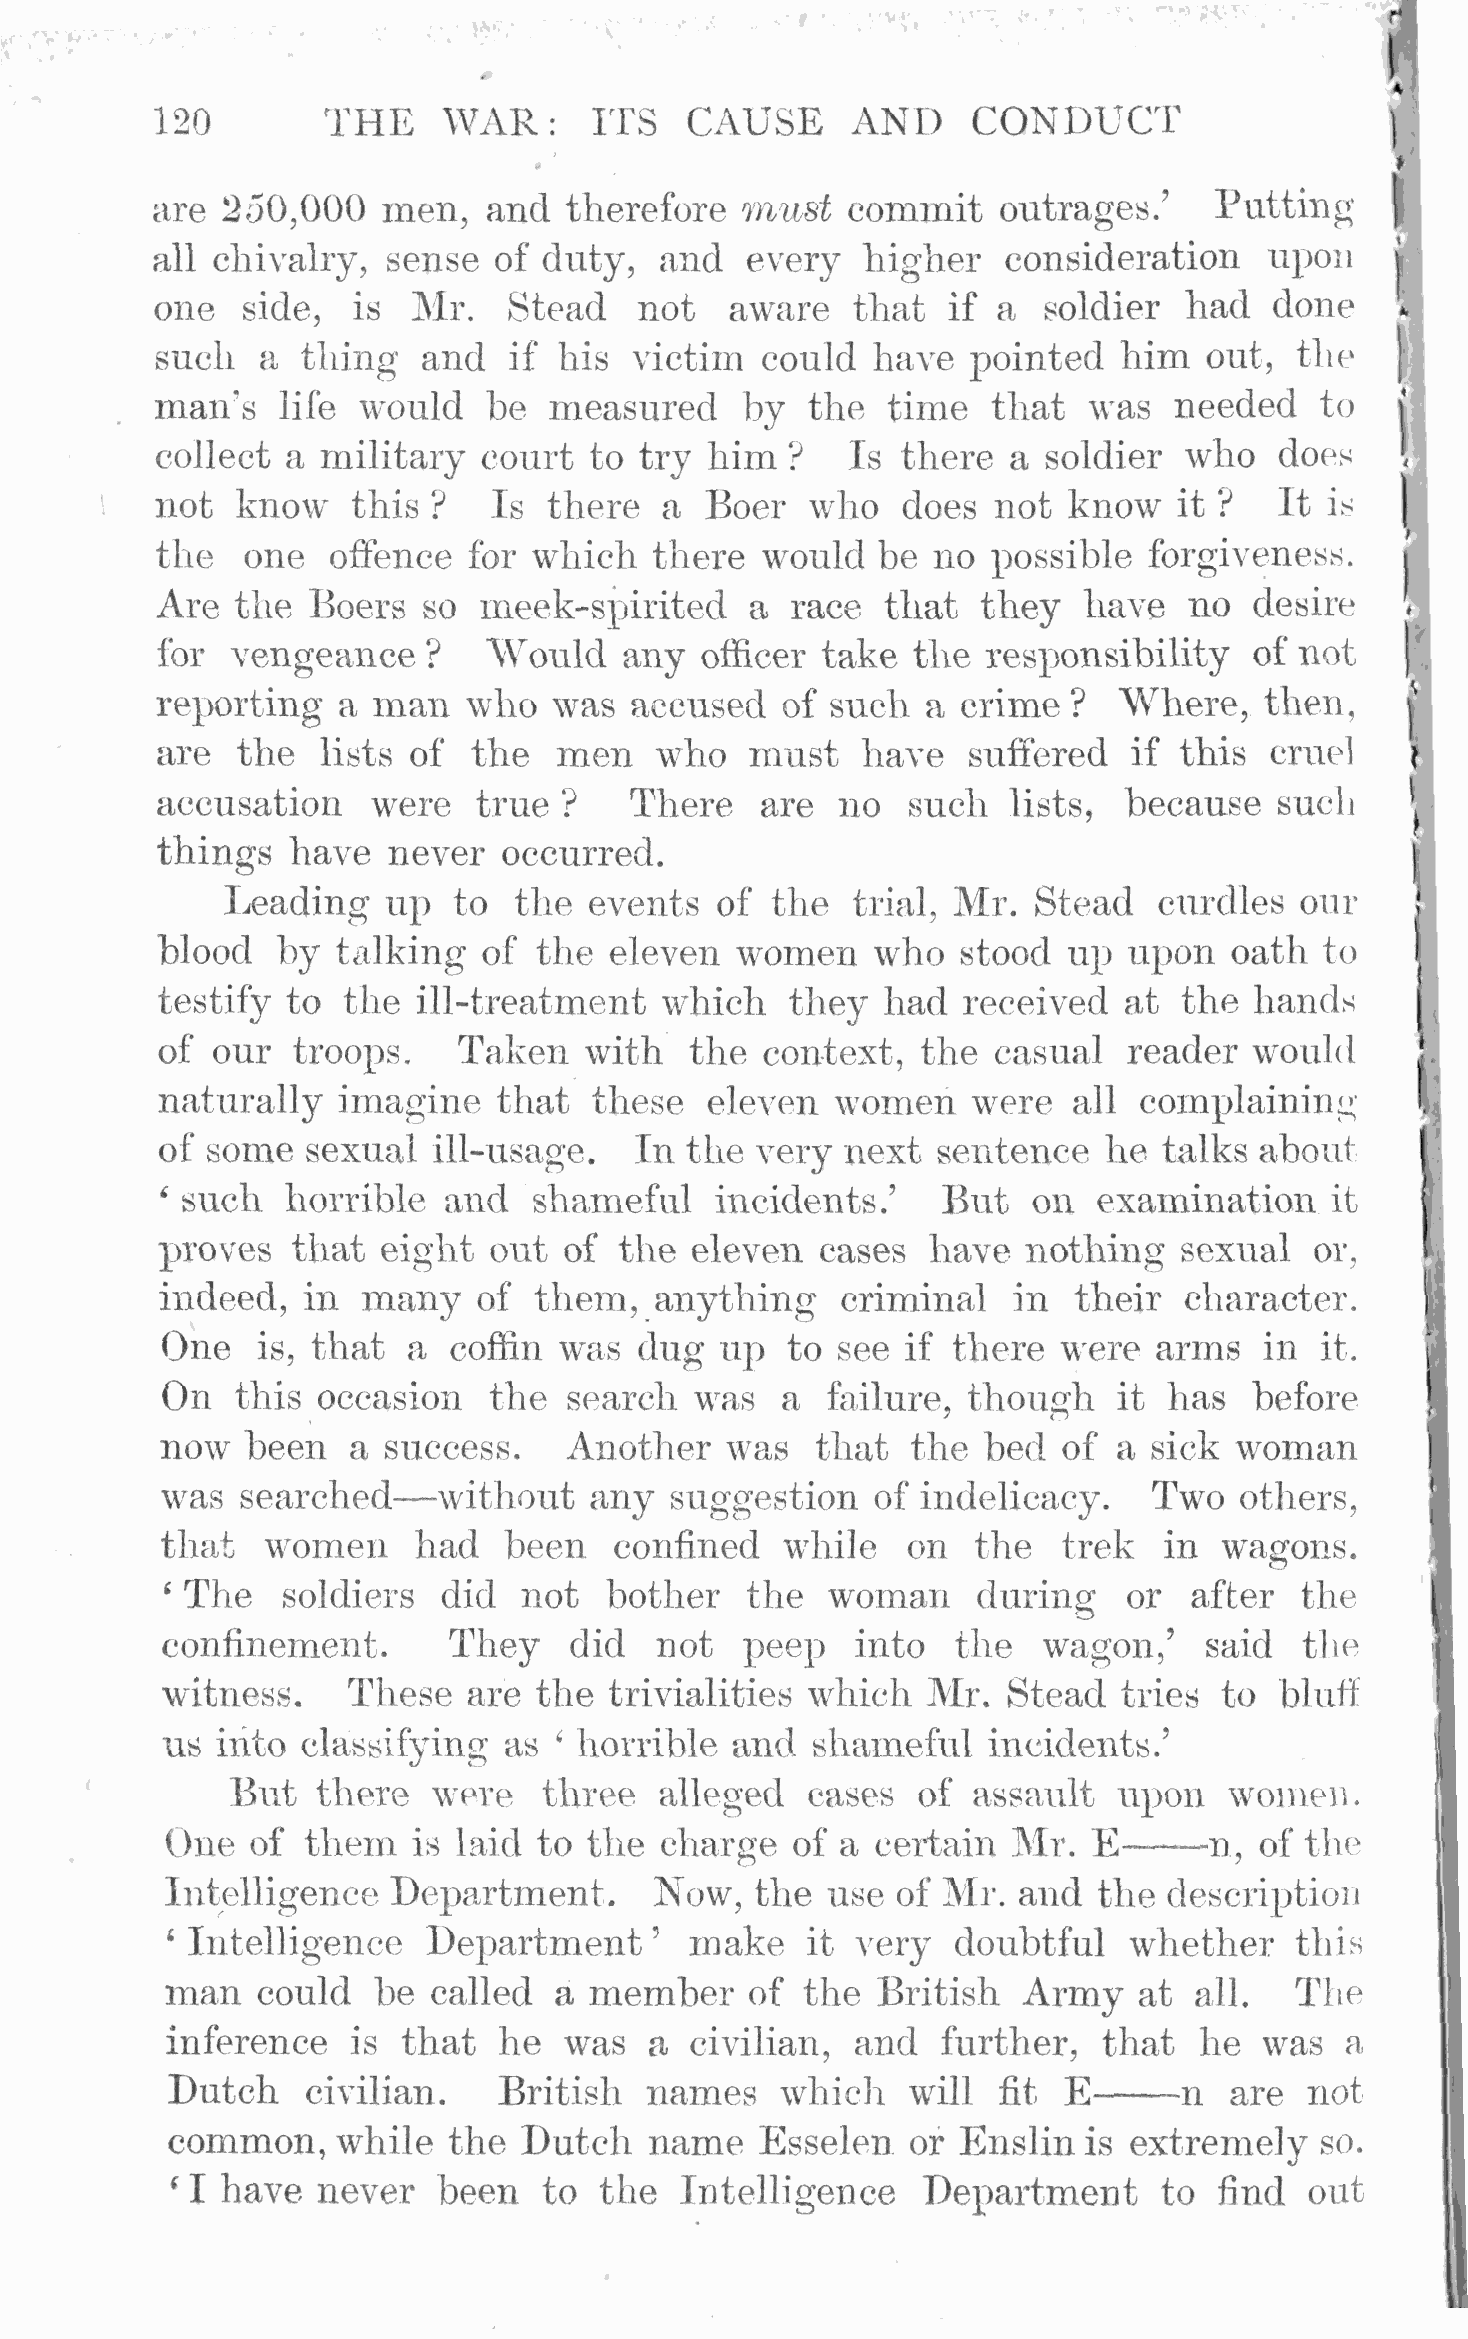 120 THE WAR: ITS CAUSE AND CONDUCT
are 250,000 men, and therefore must commit outrages.' Putting
all chivalry, sense of duty, and every higher consideration upon
one side, is Mr. Stead not aware that if a soldier had done
such a thing and if his victim could have pointed him out, the
man's life would be measured by the time that was needed to
collect a military court to try him? Is there a soldier who does
not know this? Is there a Boer who does not know it? It is
the one offence for which there would be no possible forgiveness.
Are the Boers so meek-spirited a race that they have no desire
for vengeance? Would any officer take the responsibility of not
reporting a man who was accused of such a crime? Where, then,
are the lists of the men who must have suffered if this cruel
accusation were true? There are no such lists, because such
things have never occurred.
Leading up to the events of the trial, Mr. Stead curdles our
blood by talking of the eleven women who stood up upon oath to
testify to the ill-treatment which they had received at the hands
of our troops. Taken with the context, the casual reader would
naturally imagine that these eleven women were all complaining
of some sexual ill-usage. In the very next sentence he talks about
'such horrible and shameful incidents.' But on examination it
proves that eight out of the eleven cases have nothing sexual or,
indeed, in many of them, anything criminal in their character.
One is, that a coffin was dug up to see if there were arms in it.
On this occasion the search was a failure, though it has before
now been a success. Another was that the bed of a sick woman
was searched—without any suggestion of indelicacy. Two others,
that women had been confined while on the trek in wagons.
'The soldiers did not bother the woman during or after the
confinement. They did not peep into the wagon,' said the
witness. These are the trivialities which Mr. Stead tries to bluff
us into classifying as 'horrible and shameful incidents.'
But there were three alleged cases of assault upon women.
One of them is laid to the charge of a certain Mr. E——n, of the
Intelligence Department. Now, the use of Mr. and the description
'Intelligence Department' make it very doubtful whether this
man could be called a member of the British Army at all. The
inference is that he was a civilian, and further, that he was a
Dutch civilian. British names which will fit E——n are not
common, while the Dutch name Esselen or Enslin is extremely so.
'I have never been to the Intelligence Department to find out